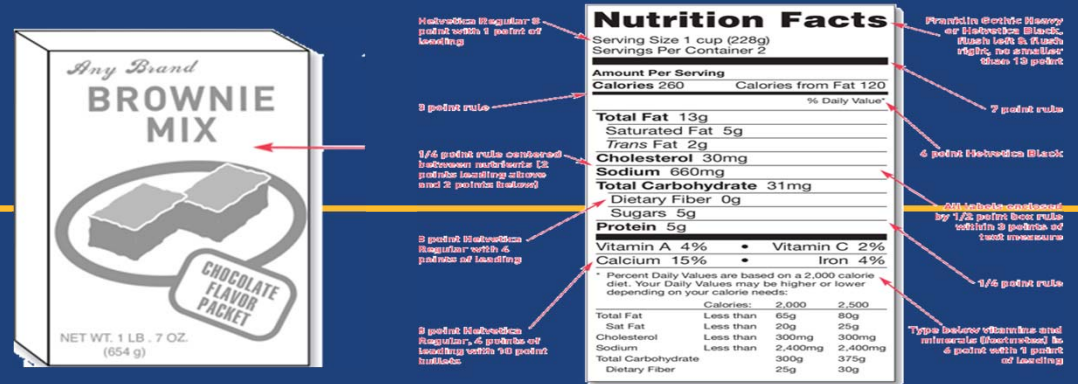 Any Brand
BROWNIE
MIX
CHOCOLATE
FLAVOR
PACKET
NET WT. 1 LB . 7 OZ.
(654 g)
Helvetica Regular 8
point with 1 point of
leading
3 point rule
1/4 point rule centered
between nutrients (2
points leading above
and 2 points below)
8 point Helvetica
Regular with 4
points of leading
8 point Helvetica
Regular, 4 points of
leading with 10 point
bullets
Nutrition Facts
Serving Size 1 cup (228g)
Servings Per Container 2
Amount Per Serving
Calories 260 Calories from Fat 120
% Daily Value*
Total Fat 13g
Saturated Fat 5g
Trans Fat 2g
Cholesterol 30mg
Sodium 660mg
Total Carbohydrate 31mg
Dietary Fiber 0g
Sugars 5g
Protein 5g
Vitamin A 4% • Vitamin C 2%
Calcium 15% • Iron 4%
* Percent Daily Values are based on a 2,000 calorie
diet. Your Daily Values may be higher or lower
depending on your calorie needs:
Calories: 2,000 2,500
Total Fat Less than 65g 80g
Sat Fat Less than 20g 25g
Cholesterol Less than 300mg 300mg
Sodium Less than 2,400mg 2,400mg
Total Carbohydrate 300g 375g
Dietary Fiber 25g 30g
Franklin Gothic Heavy
or Helvetica Black,
flush left & flush
right, no smaller
than 13 point
7 point rule
6 point Helvetica Black
All labels enclosed
by 1/2 point box rule
within 3 points of
text measure
1/4 point rule
Type below vitamins and
minerals (footnotes) is
6 point with 1 point
of leading